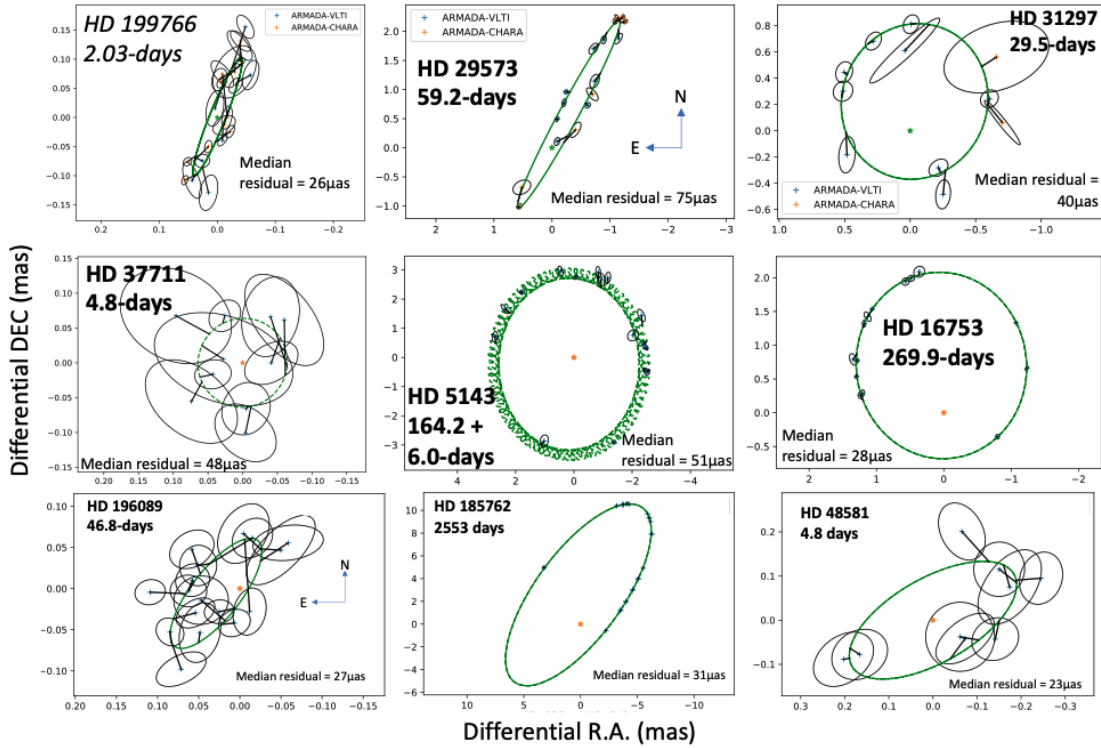 HD 199766
2.03-days
ARMADA-VLTI
ARMADA-CHARA
Median
residual = 26µas
0.15
0.10
0.05
0.00
−0.05
−0.10
−0.15
0.2
0.1
0.0
−0.1
−0.2
HD 29573
59.2-days
ARMADA-VLTI
ARMADA-CHARA
N
E
Median residual = 75µas
2.0
1.5
1.0
0.5
0.0
−0.5
−1.0
2
1
0
−1
−2
HD 31297
29.5-days
Median residual =
40µas
ARMADA-VLTI
ARMADA-CHARA
0.8
0.6
0.4
0.2
0.0
−0.2
−0.4
−0.6
1.0
0.5
0.0
−0.5
−1.0
−1.5
Differential DEC (mas)
HD 37711
4.8-days
Median residual = 48µas
0.15
0.10
0.05
0.00
−0.05
−0.10
−0.15
0.20
0.15
0.10
0.05
0.00
−0.05
−0.10
−0.15
HD 5143
164.2 +
6.0-days
Median
residual = 51µas
3
2
1
0
−1
−2
−3
4
2
0
−2
−4
HD 16753
269.9-days
Median
residual = 28µas
2.0
1.5
1.0
0.5
0.0
−0.5
2
1
0
−1
−2
HD 196089
46.8-days
N
E
Median residual = 27µas
0.10
0.05
0.00
−0.05
−0.10
0.20
0.15
0.10
0.05
0.00
−0.05
−0.10
−0.15
HD 185762
2553 days
Median residual = 31µas
10
8
6
4
2
0
−2
−4
−6
10
5
0
−5
−10
HD 48581
4.8 days
Median residual = 23µas
0.2
0.1
0.0
−0.1
0.3
0.2
0.1
0.0
−0.1
−0.2
−0.3
Differential R.A. (mas)